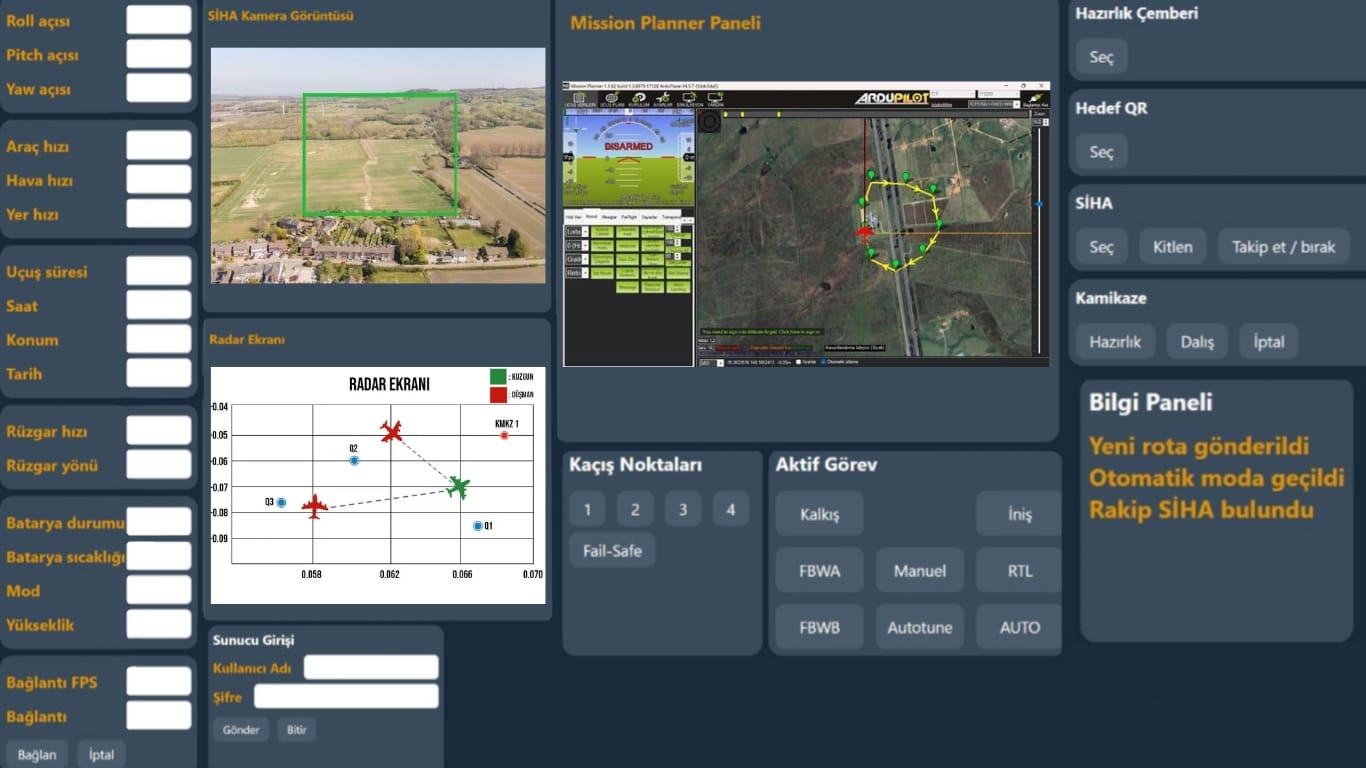 Roll açısı
Pitch açısı
Yaw açısı
Araç hızı
Hava hızı
Yer hızı
Uçuş süresi
Saat
Konum
Tarih
Rüzgar hızı
Rüzgar yönü
Batarya durumu
Batarya sıcaklığı
Mod
Yükseklik
Bağlantı FPS
Bağlantı
Bağlan
İptal
SİHA Kamera Görüntüsü
Radar Ekranı
RADAR EKRANI
: KUZGUN
: DÜŞMAN
-0.04
-0.05
-0.06
-0.07
-0.08
-0.09
KMKZ 1
Q2
Q3
Q1
0.058
0.062
0.066
0.070
Sunucu Girişi
Kullanıcı Adı
Şifre
Gönder
Bitir
Mission Planner Paneli
ARDUPILOT
DISARMED
Kaçış Noktaları
1
2
3
4
Fail-Safe
Aktif Görev
Kalkış
İniş
FBWA
Manuel
RTL
FBWB
Autotune
AUTO
Hazırlık Çemberi
Seç
Hedef QR
Seç
SİHA
Seç
Kitlen
Takip et / bırak
Kamikaze
Hazırlık
Dalış
İptal
Bilgi Paneli
Yeni rota gönderildi
Otomatik moda geçildi
Rakip SİHA bulundu